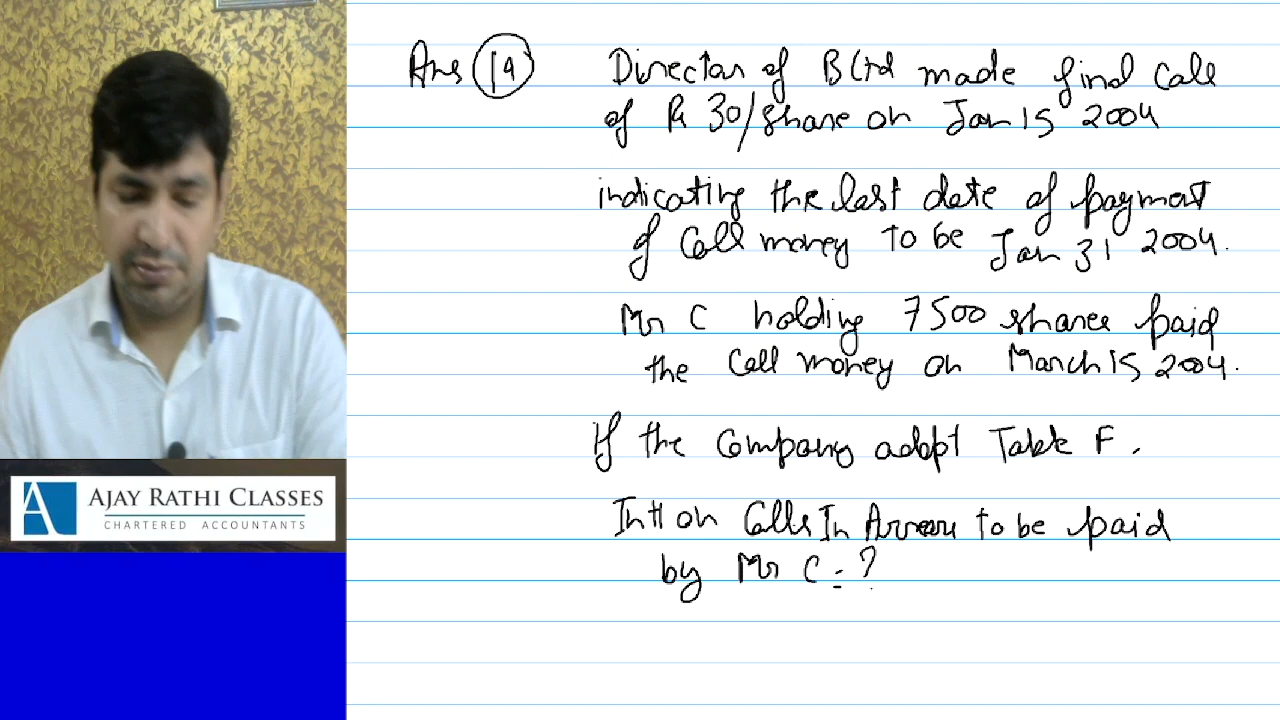 Ans 19 Director of B Ltd made final call
of Rs 30/share on Jan 15 2004
indicating the last date of payment
of call money to be Jan 31 2004.
Mr C holding 7500 shares paid
the call money on March 15 2004.
If the company adopt Table F.
Intt on Calls In Arrears to be paid
by Mr C = ?
A AJAY RATHI CLASSES
CHARTERED ACCOUNTANTS